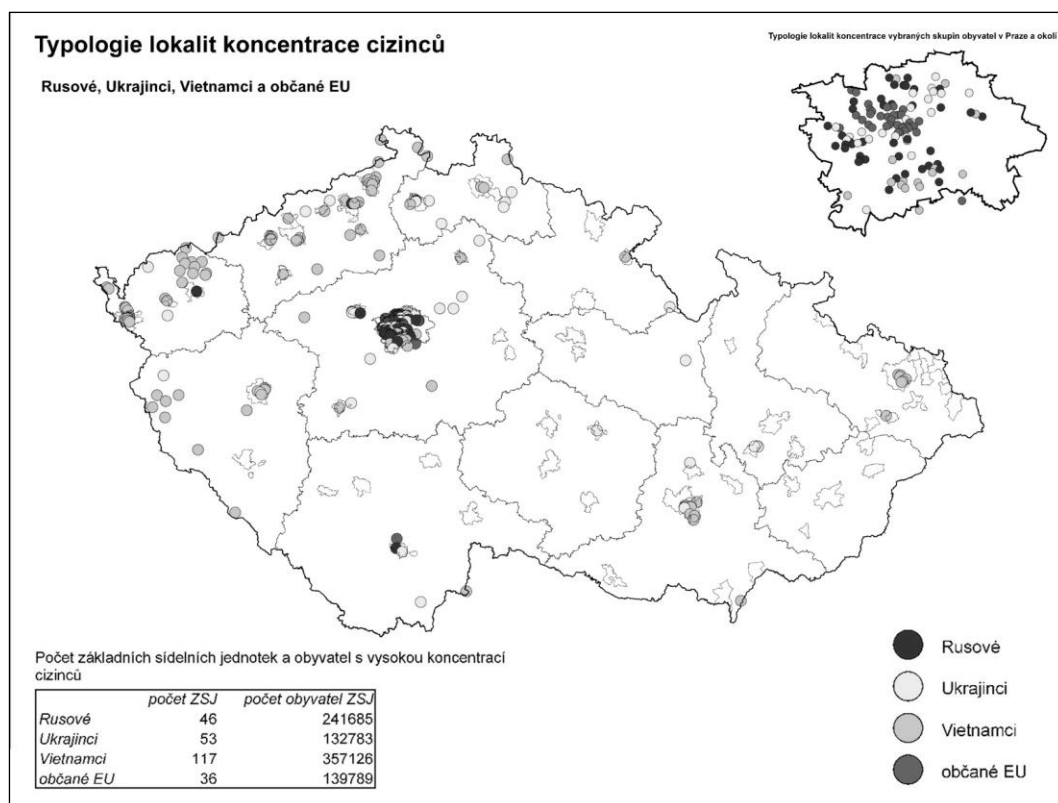 Typologie lokalit koncentrace cizinců
Typologie lokalit koncentrace vybraných skupin obyvatel v Praze a okolí
Rusové, Ukrajinci, Vietnamci a občané EU
Počet základních sídelních jednotek a obyvatel s vysokou koncentrací
cizinců
počet ZSJ počet obyvatel ZSJ
Rusové 46 241685
Ukrajinci 53 132783
Vietnamci 117 357126
občané EU 36 139789
Rusové
Ukrajinci
Vietnamci
občané EU